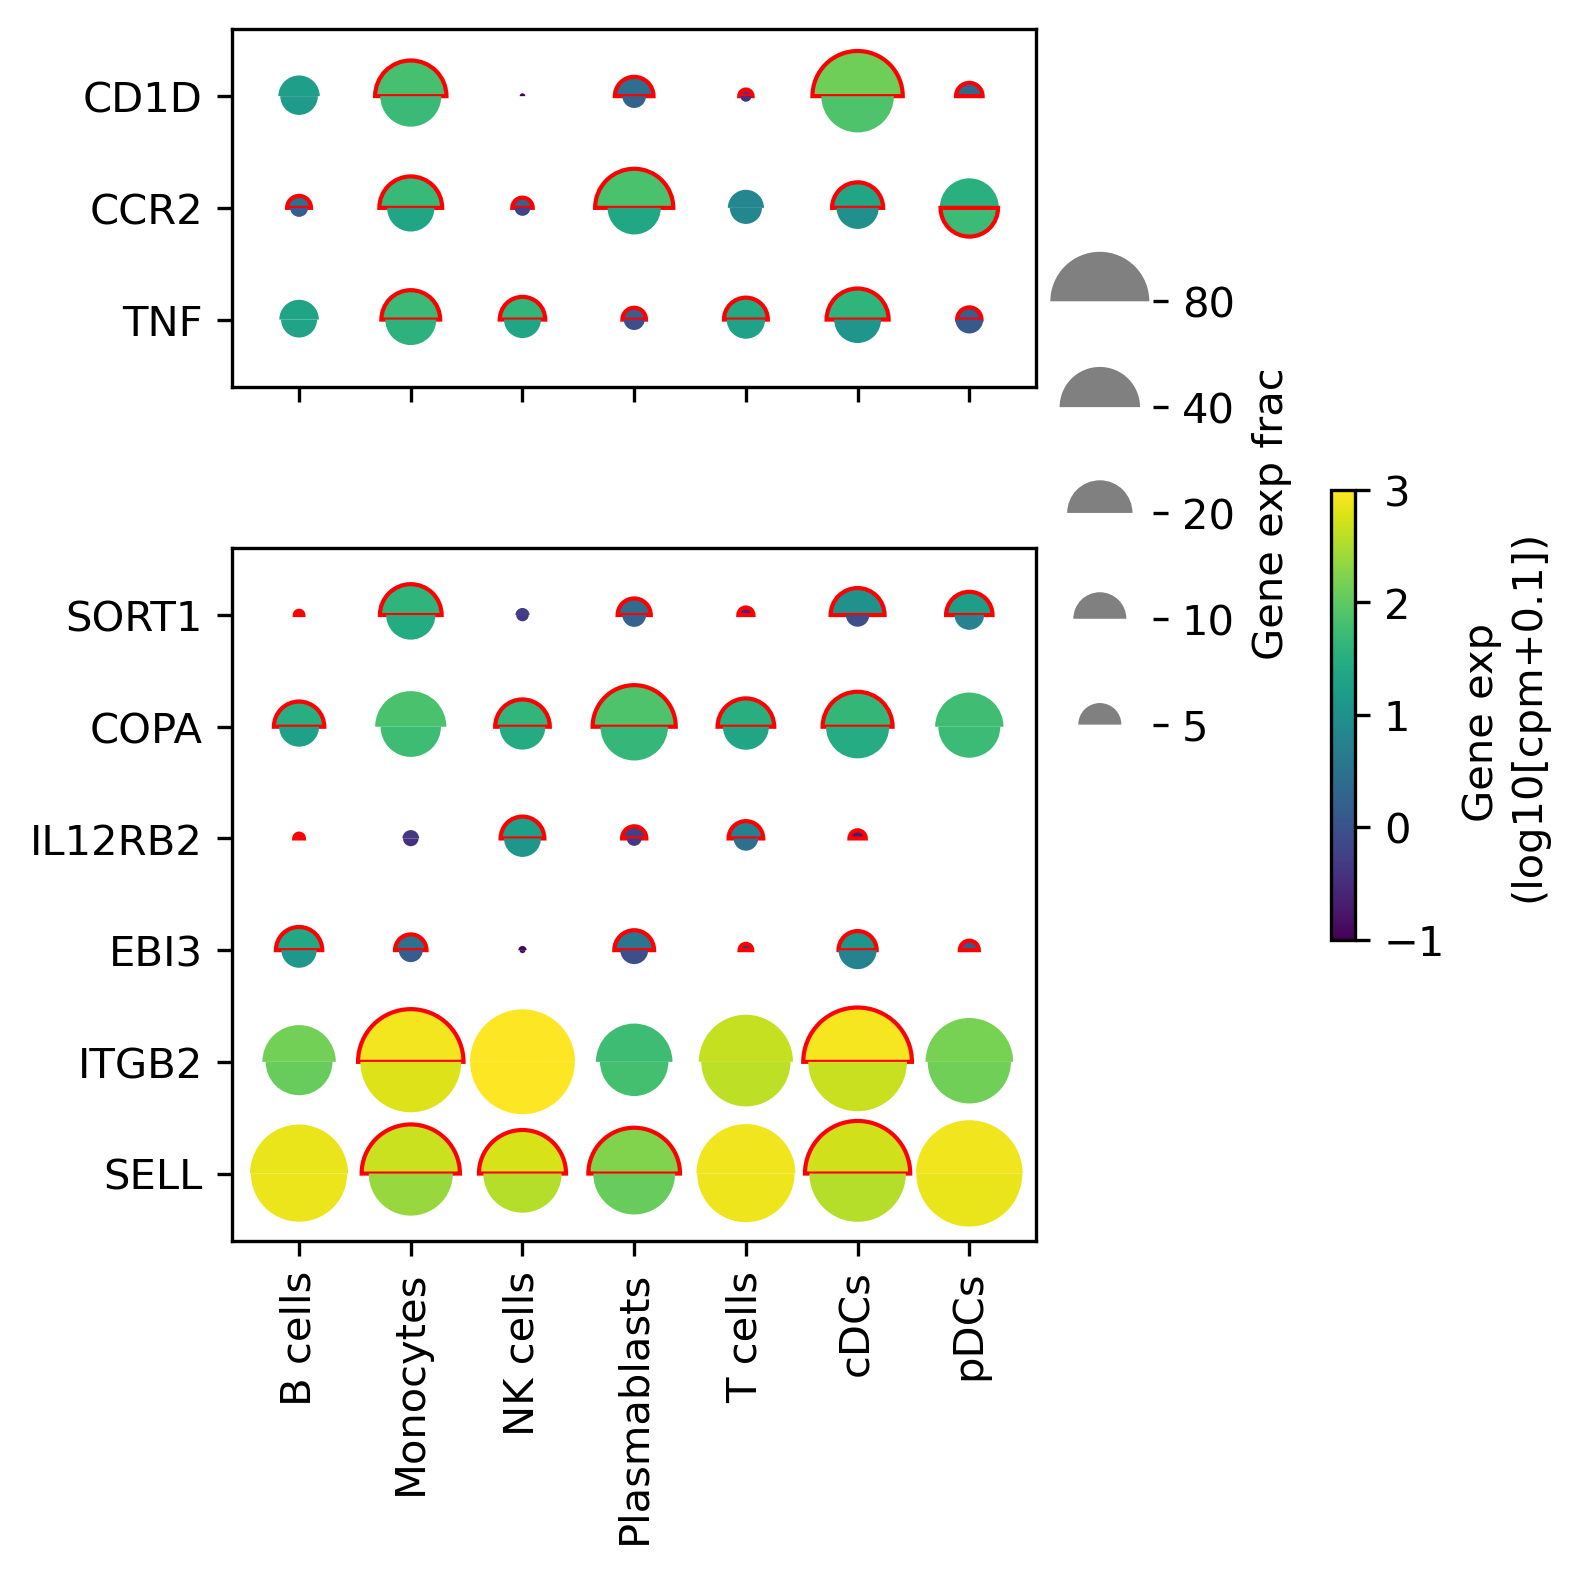 CD1D
CCR2
TNF
SORT1
COPA
IL12RB2
EBI3
ITGB2
SELL
B cells
Monocytes
NK cells
Plasmablasts
T cells
cDCs
pDCs
80
40
20
10
5
Gene exp frac
3
2
1
0
−1
Gene exp
(log10[cpm+0.1])